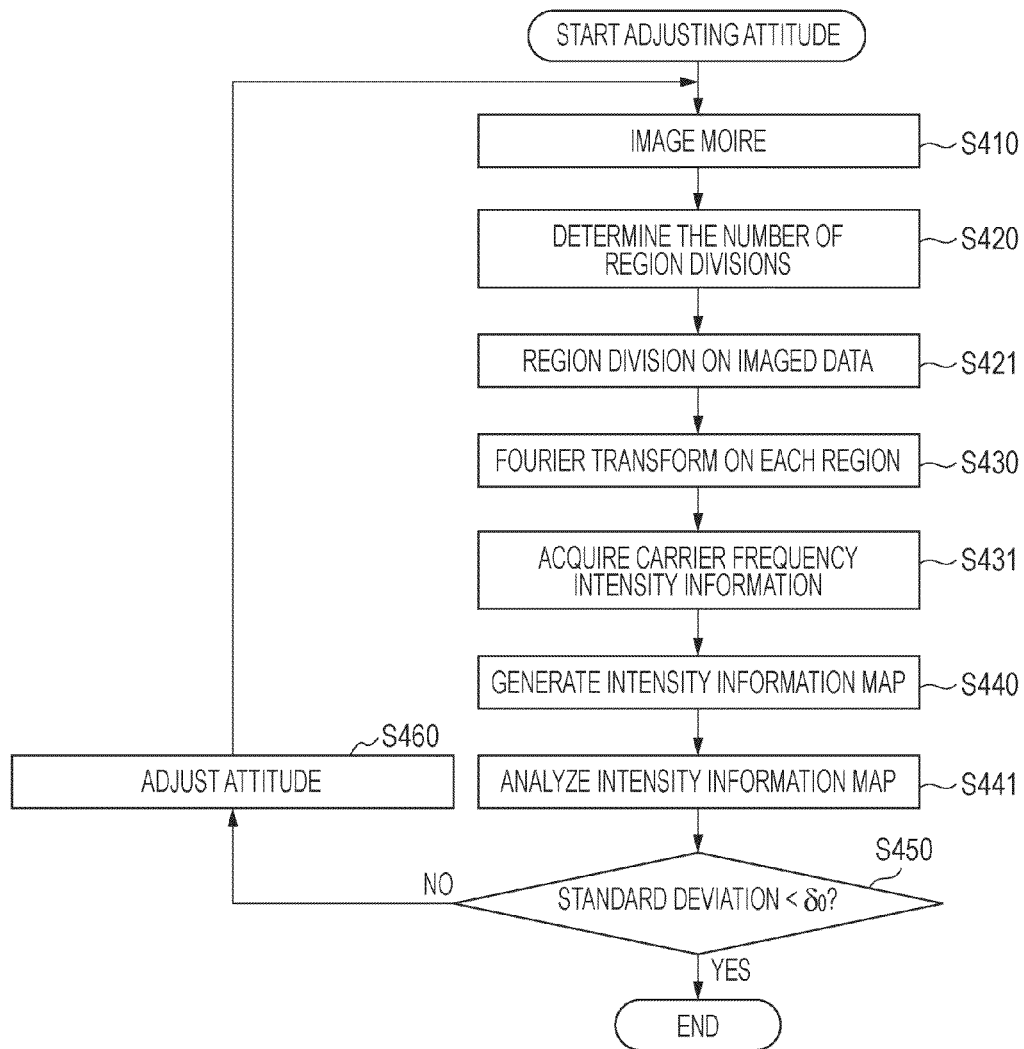 START ADJUSTING ATTITUDE
IMAGE MOIRE
S410
DETERMINE THE NUMBER OF
REGION DIVISIONS
S420
REGION DIVISION ON IMAGED DATA
S421
FOURIER TRANSFORM ON EACH REGION
S430
ACQUIRE CARRIER FREQUENCY
INTENSITY INFORMATION
S431
GENERATE INTENSITY INFORMATION MAP
S440
ANALYZE INTENSITY INFORMATION MAP
S441
STANDARD DEVIATION < δ0?
S450
NO
S460
ADJUST ATTITUDE
YES
END